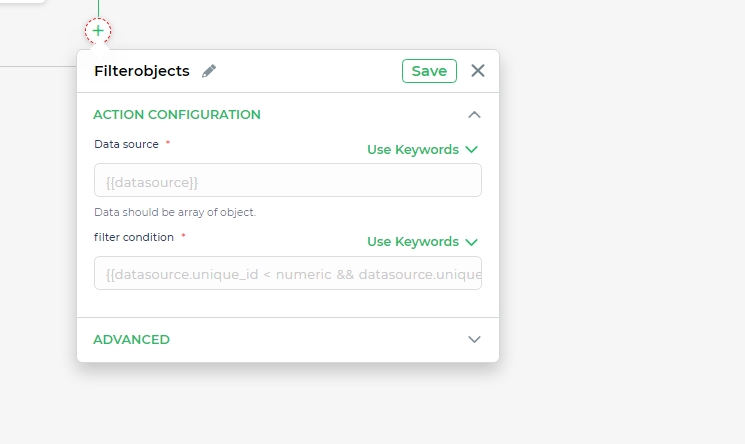 Filterobjects
Save
ACTION CONFIGURATION
Data source *
Use Keywords
{{datasource}}
Data should be array of object.
filter condition *
Use Keywords
{{datasource.unique_id < numeric && datasource.unique
ADVANCED